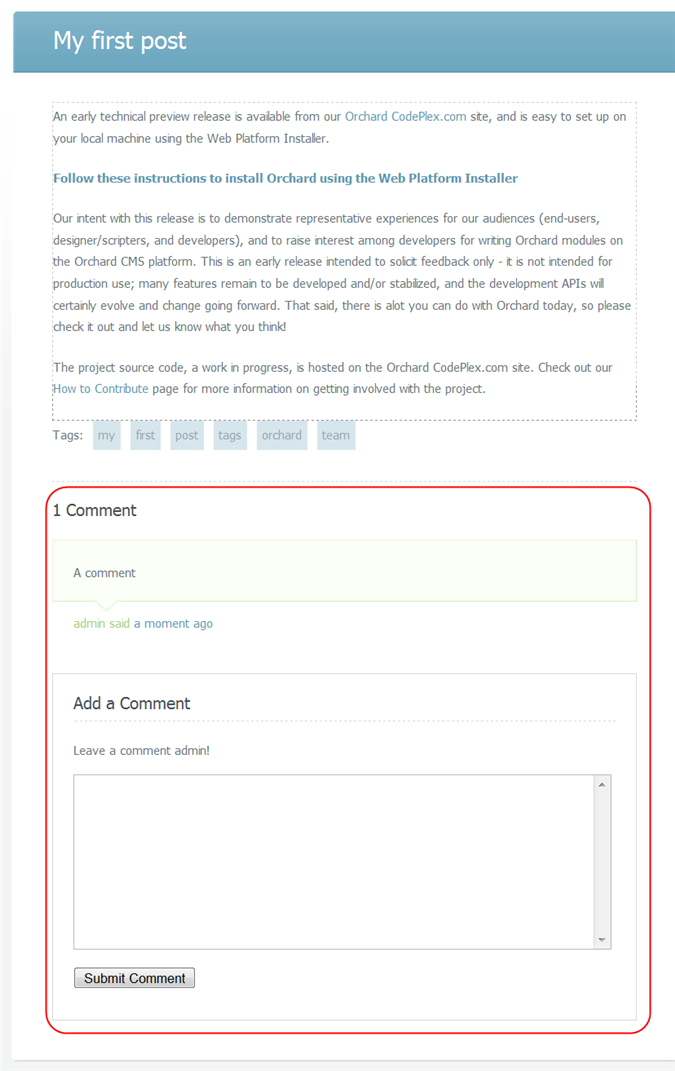 My first post
An early technical preview release is available from our Orchard CodePlex.com site, and is easy to set up on
your local machine using the Web Platform Installer.
Follow these instructions to install Orchard using the Web Platform Installer
Our intent with this release is to demonstrate representative experiences for our audiences (end-users,
designer/scripters, and developers), and to raise interest among developers for writing Orchard modules on
the Orchard CMS platform. This is an early release intended to solicit feedback only - it is not intended for
production use; many features remain to be developed and/or stabilized, and the development APIs will
certainly evolve and change going forward. That said, there is alot you can do with Orchard today, so please
check it out and let us know what you think!
The project source code, a work in progress, is hosted on the Orchard CodePlex.com site. Check out our
How to Contribute page for more information on getting involved with the project.
Tags: my first post tags orchard team
1 Comment
A comment
admin said a moment ago
Add a Comment
Leave a comment admin!
Submit Comment